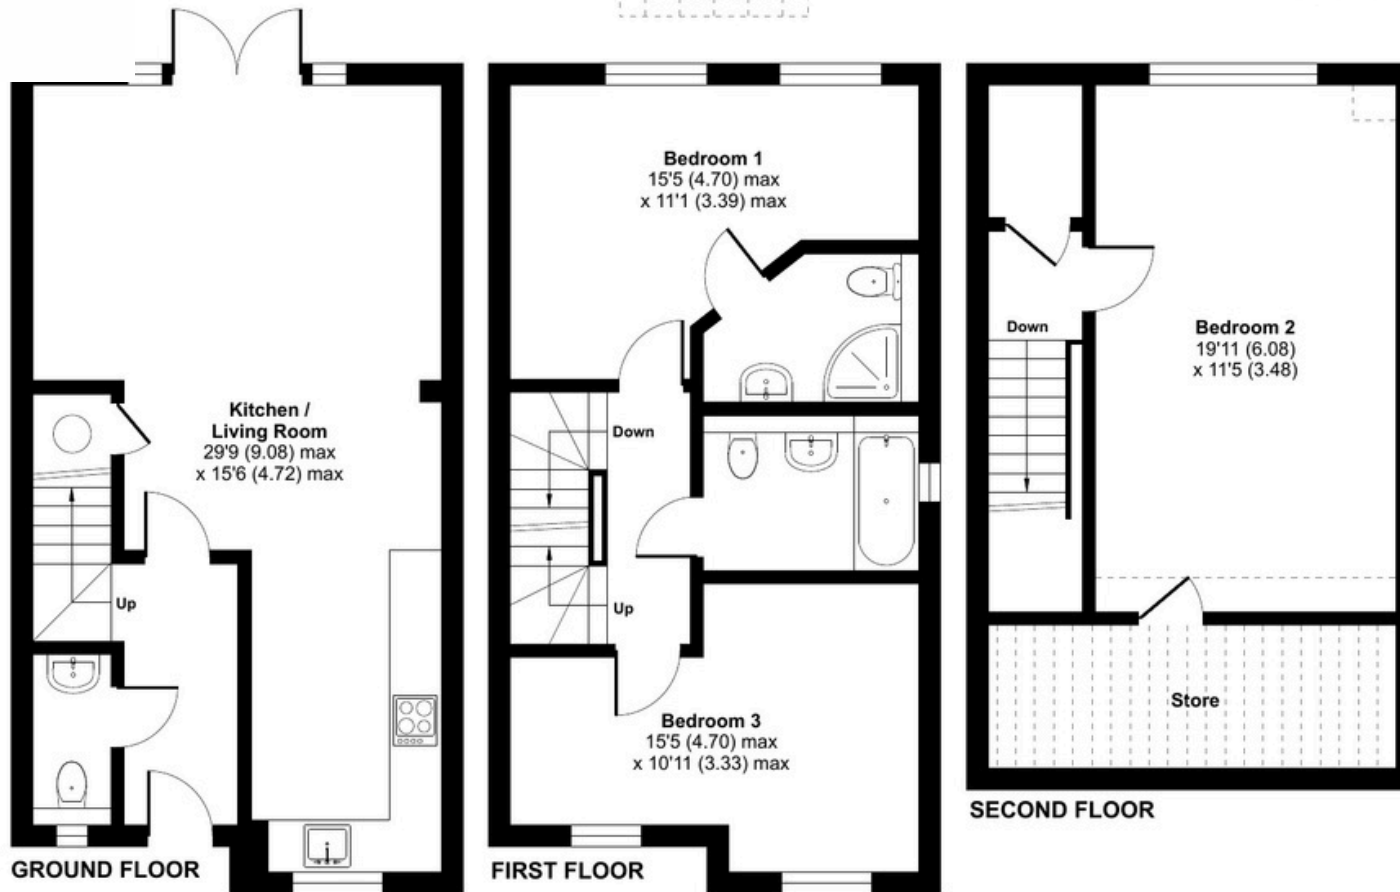 Kitchen /
Living Room
29'9 (9.08) max
x 15'6 (4.72) max
Up
GROUND FLOOR
Bedroom 1
15'5 (4.70) max
x 11'1 (3.39) max
Down
Up
Bedroom 3
15'5 (4.70) max
x 10'11 (3.33) max
FIRST FLOOR
Down
Bedroom 2
19'11 (6.08)
x 11'5 (3.48)
Store
SECOND FLOOR